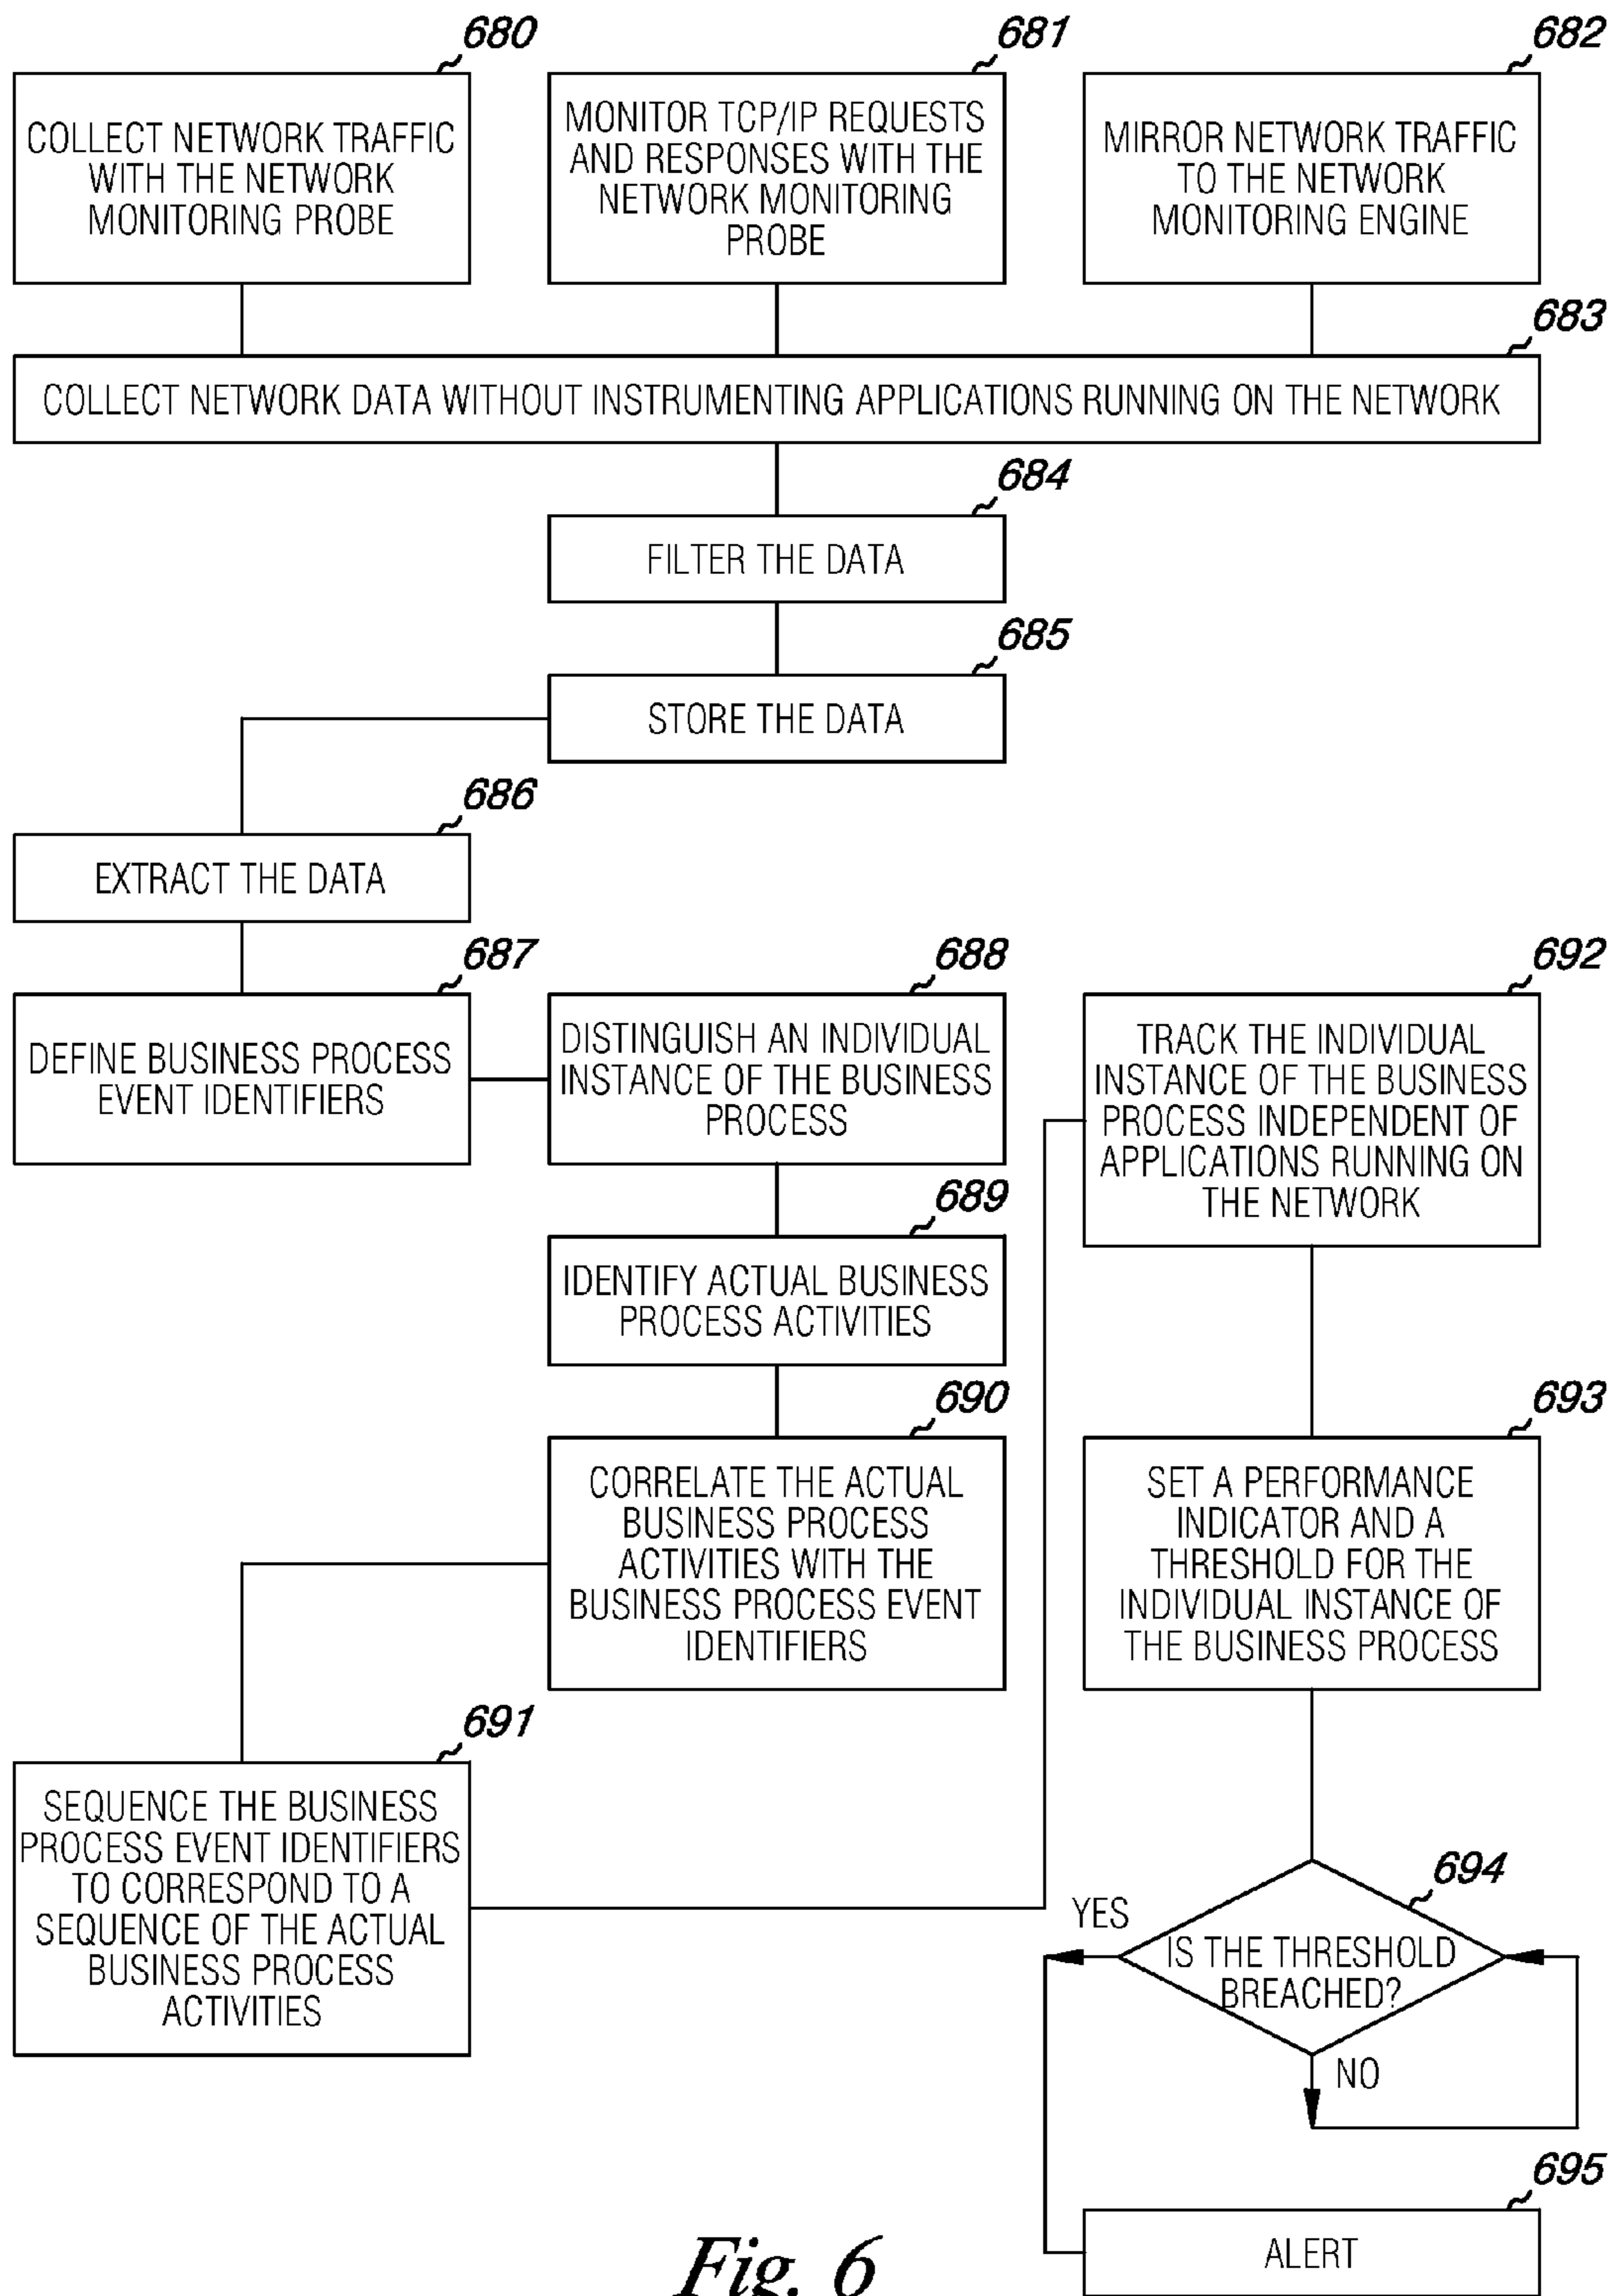 680
COLLECT NETWORK TRAFFIC
WITH THE NETWORK
MONITORING PROBE
681
MONITOR TCP/IP REQUESTS
AND RESPONSES WITH THE
NETWORK MONITORING
PROBE
682
MIRROR NETWORK TRAFFIC
TO THE NETWORK
MONITORING ENGINE
683
COLLECT NETWORK DATA WITHOUT INSTRUMENTING APPLICATIONS RUNNING ON THE NETWORK
684
FILTER THE DATA
685
STORE THE DATA
686
EXTRACT THE DATA
687
DEFINE BUSINESS PROCESS
EVENT IDENTIFIERS
688
DISTINGUISH AN INDIVIDUAL
INSTANCE OF THE BUSINESS
PROCESS
689
IDENTIFY ACTUAL BUSINESS
PROCESS ACTIVITIES
690
CORRELATE THE ACTUAL
BUSINESS PROCESS
ACTIVITIES WITH THE
BUSINESS PROCESS EVENT
IDENTIFIERS
691
SEQUENCE THE BUSINESS
PROCESS EVENT IDENTIFIERS
TO CORRESPOND TO A
SEQUENCE OF THE ACTUAL
BUSINESS PROCESS
ACTIVITIES
692
TRACK THE INDIVIDUAL
INSTANCE OF THE BUSINESS
PROCESS INDEPENDENT OF
APPLICATIONS RUNNING ON
THE NETWORK
693
SET A PERFORMANCE
INDICATOR AND A
THRESHOLD FOR THE
INDIVIDUAL INSTANCE OF
THE BUSINESS PROCESS
694
YES
IS THE THRESHOLD
BREACHED?
NO
695
ALERT
Fig. 6